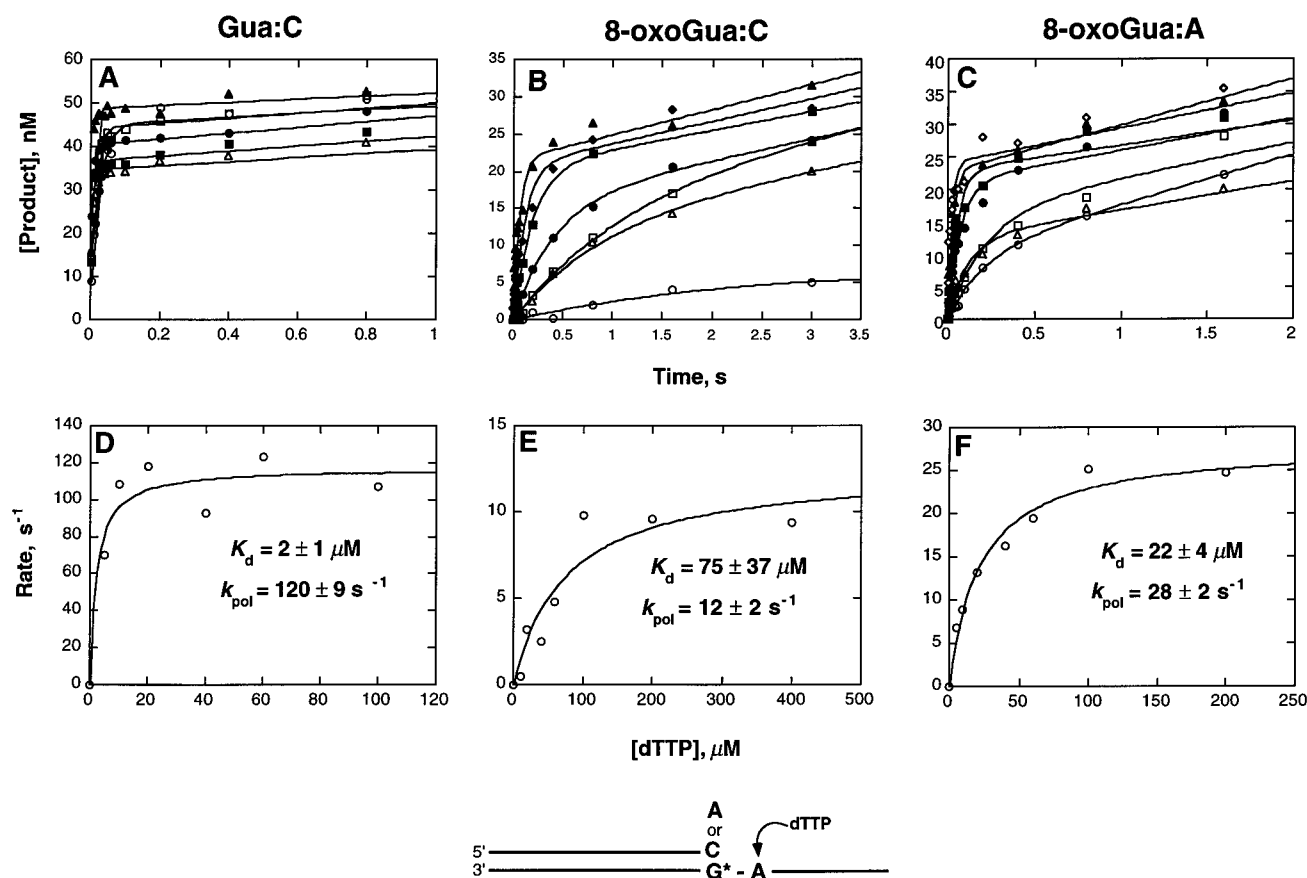 Gua:C
8-oxoGua:C
8-oxoGua:A
A
60
50
40
30
20
10
0
0 0.2 0.4 0.6 0.8 1
B
35
30
25
20
15
10
5
0
0 0.5 1 1.5 2 2.5 3 3.5
C
40
35
30
25
20
15
10
5
0
0 0.5 1 1.5 2
[Product], nM
Time, s
D
140
120
100
80
60
40
20
0
0 20 40 60 80 100 120
Kd = 2 ± 1 μM
kpol = 120 ± 9 s⁻¹
E
15
10
5
0
0 100 200 300 400 500
Kd = 75 ± 37 μM
kpol = 12 ± 2 s⁻¹
F
30
25
20
15
10
5
0
0 50 100 150 200 250
Kd = 22 ± 4 μM
kpol = 28 ± 2 s⁻¹
Rate, s⁻¹
[dTTP], μM
A
or
C
dTTP
5'
3'
G* - A